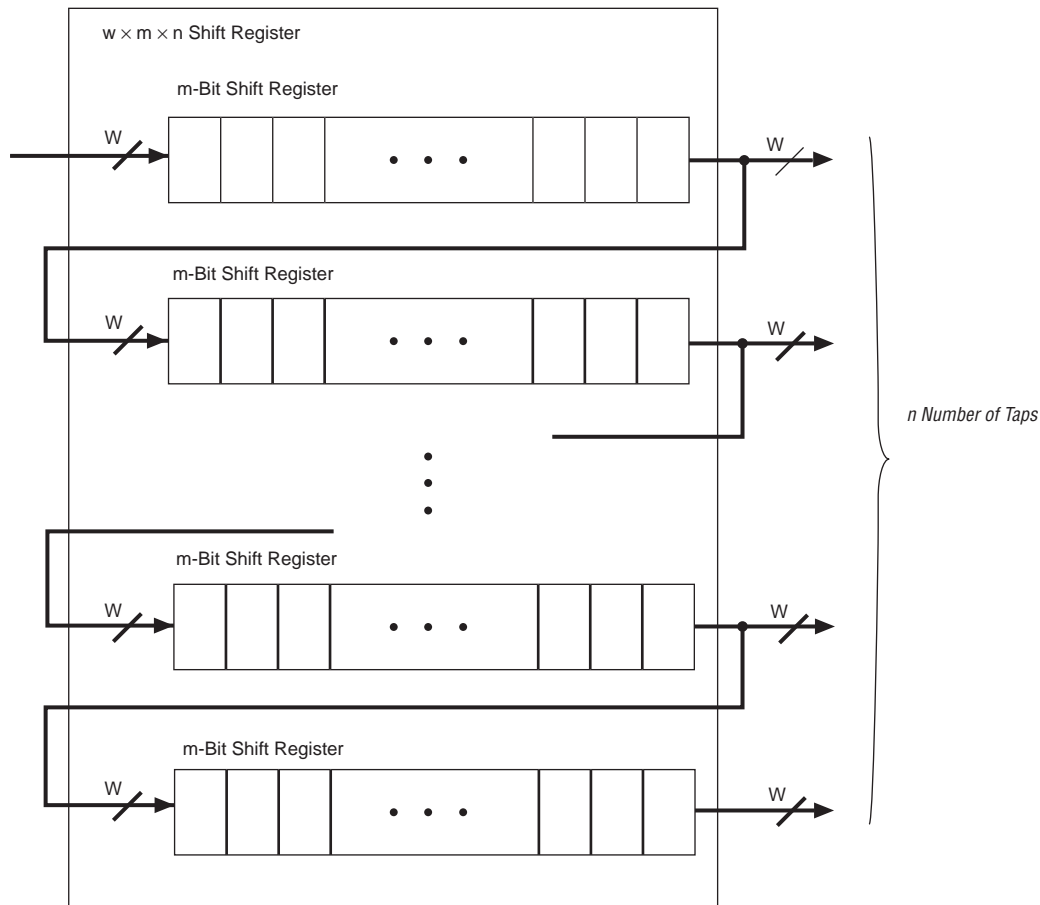 w × m × n Shift Register
m-Bit Shift Register
W
W
m-Bit Shift Register
W
W
n Number of Taps
m-Bit Shift Register
W
W
m-Bit Shift Register
W
W